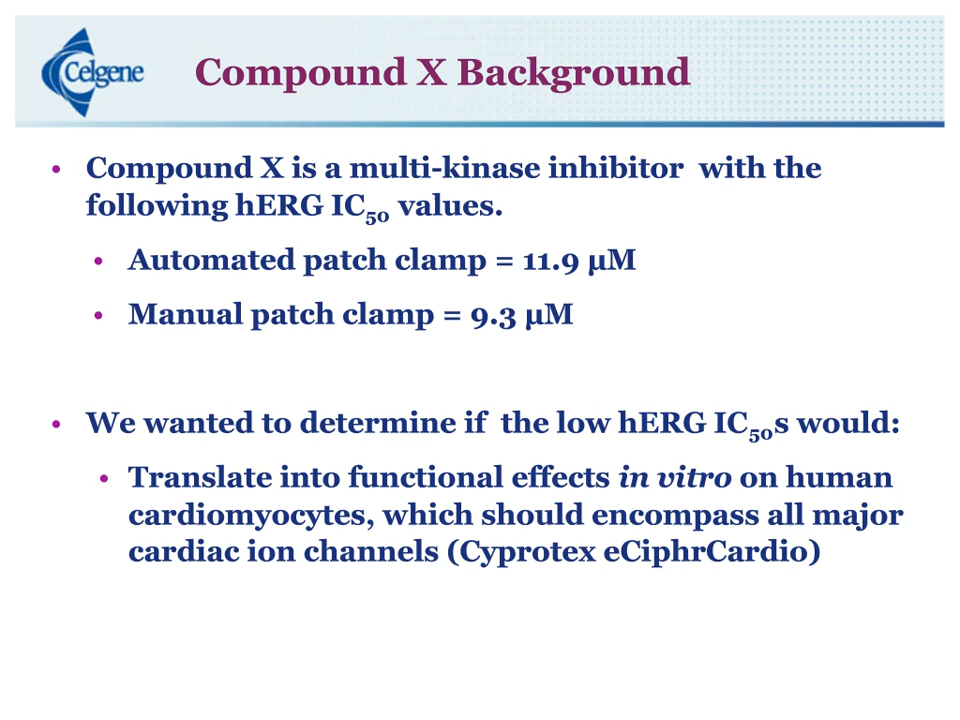 Celgene
Compound X Background
• Compound X is a multi-kinase inhibitor with the
following hERG IC50 values.
• Automated patch clamp = 11.9 µM
• Manual patch clamp = 9.3 µM
• We wanted to determine if the low hERG IC50s would:
• Translate into functional effects in vitro on human
cardiomyocytes, which should encompass all major
cardiac ion channels (Cyprotex eCiphrCardio)